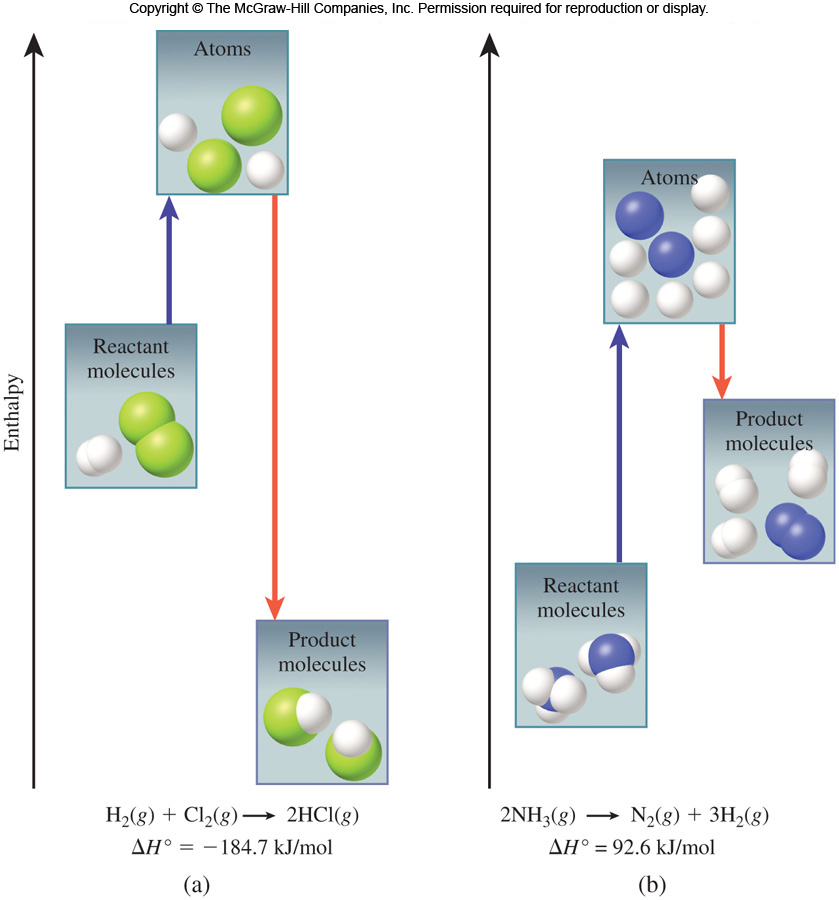 Copyright © The McGraw-Hill Companies, Inc. Permission required for reproduction or display.
Enthalpy
Atoms
Reactant
molecules
Product
molecules
H₂(g) + Cl₂(g) ⟶ 2HCl(g)
ΔH° = −184.7 kJ/mol
(a)
Atoms
Product
molecules
Reactant
molecules
2NH₃(g) ⟶ N₂(g) + 3H₂(g)
ΔH° = 92.6 kJ/mol
(b)